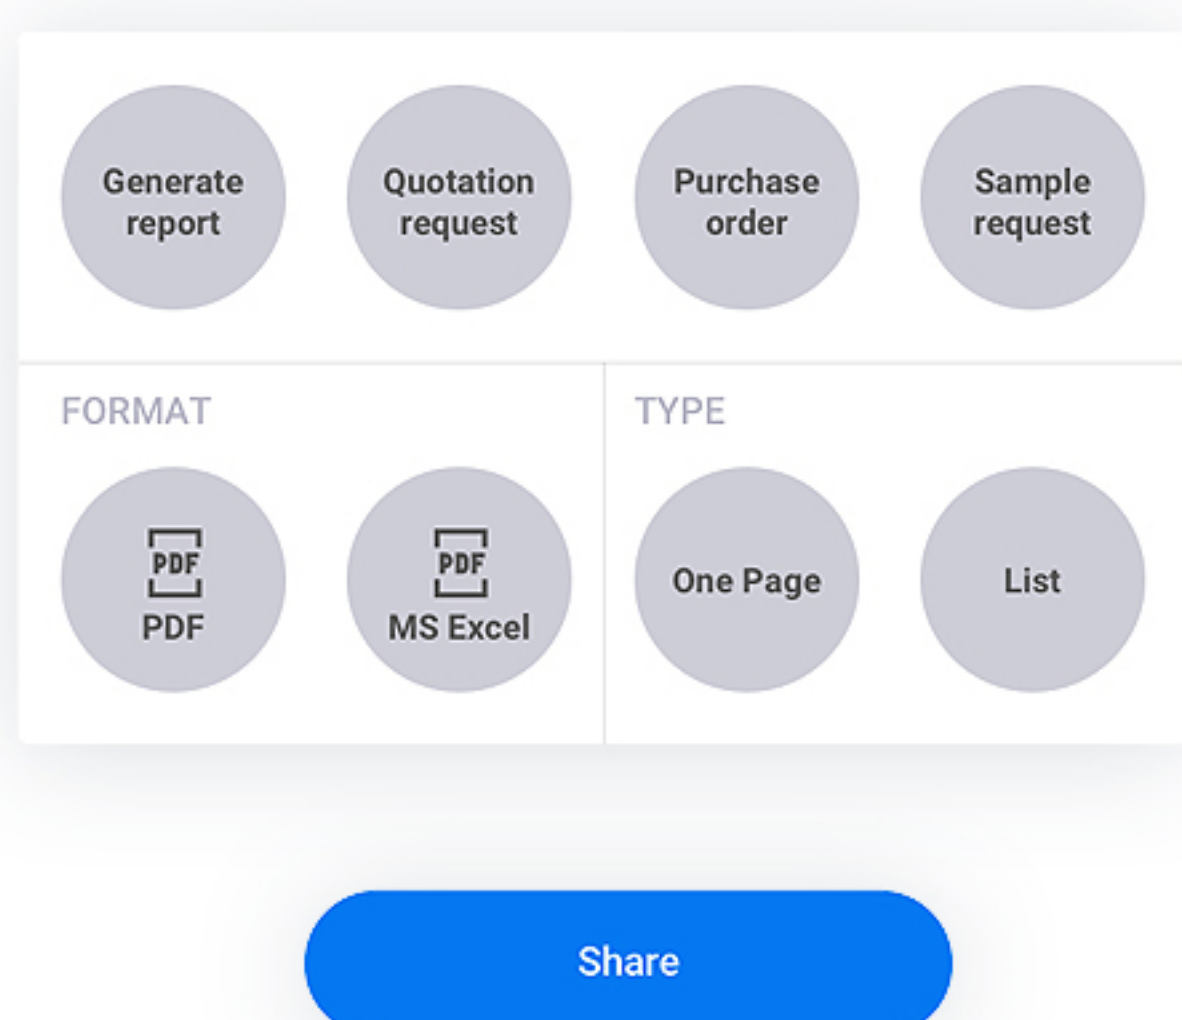 Generate
report
Quotation
request
Purchase
order
Sample
request
FORMAT
TYPE
PDF
PDF
PDF
MS Excel
One Page
List
Share